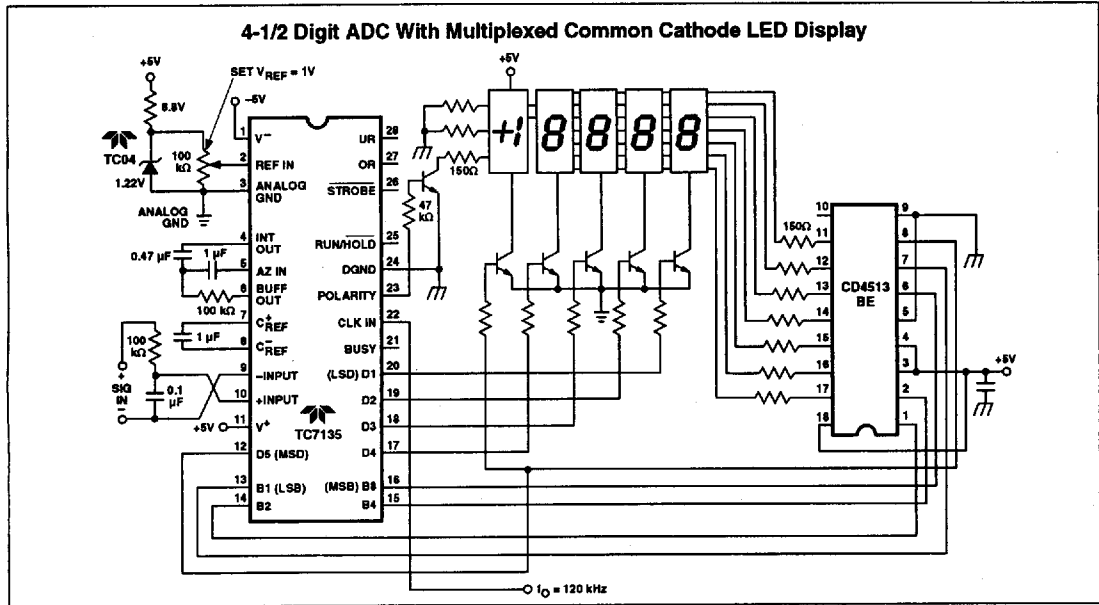 4-1/2 Digit ADC With Multiplexed Common Cathode LED Display
+5V
SET VREF = 1V
–5V
6.8V
TC04
1.22V
100 kΩ
ANALOG GND
1 V–
2 REF IN
3 ANALOG GND
4 INT OUT
5 AZ IN
6 BUFF OUT
7 C+REF
8 C–REF
9 –INPUT
10 +INPUT
11 V+
12 D5 (MSD)
13 B1 (LSB)
14 B2
0.47 µF
1 µF
100 kΩ
100 kΩ
1 µF
+
SIG IN
–
0.1 µF
+5V
TC7135
UR 28
OR 27
STROBE 26
RUN/HOLD 25
DGND 24
POLARITY 23
CLK IN 22
BUSY 21
(LSD) D1 20
D2 19
D3 18
D4 17
(MSB) B8 16
B4 15
+5V
+1 8 8 8 8
150Ω
47 kΩ
150Ω
CD4513 BE
10
11
12
13
14
15
16
17
18
9
8
7
6
5
4
3
2
1
+5V
fO = 120 kHz